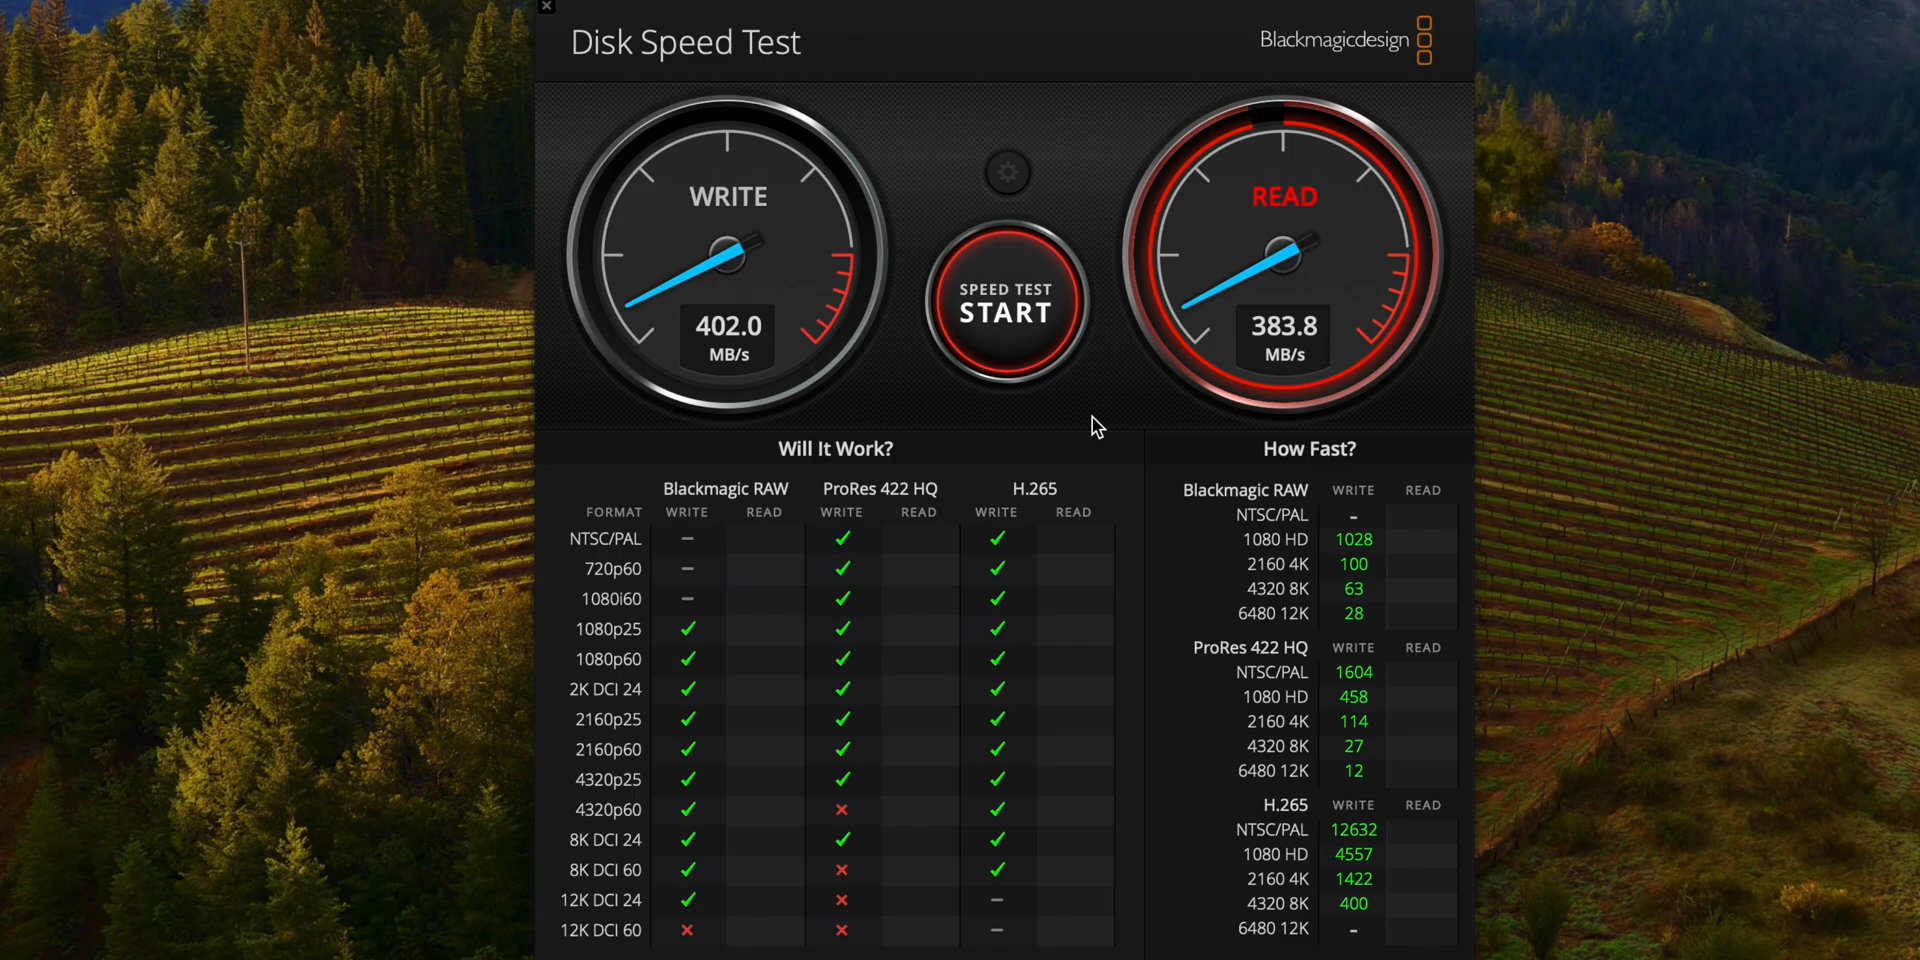 Disk Speed Test
Blackmagicdesign
WRITE
402.0
MB/s
SPEED TEST
START
READ
383.8
MB/s
Will It Work?
Blackmagic RAW ProRes 422 HQ H.265
FORMAT WRITE READ WRITE READ WRITE READ
NTSC/PAL – ✓ ✓
720p60 – ✓ ✓
1080i60 – ✓ ✓
1080p25 ✓ ✓ ✓
1080p60 ✓ ✓ ✓
2K DCI 24 ✓ ✓ ✓
2160p25 ✓ ✓ ✓
2160p60 ✓ ✓ ✓
4320p25 ✓ ✓ ✓
4320p60 ✓ ✗ ✓
8K DCI 24 ✓ ✓ ✓
8K DCI 60 ✓ ✗ ✓
12K DCI 24 ✓ ✗ –
12K DCI 60 ✗ ✗ –
How Fast?
Blackmagic RAW WRITE READ
NTSC/PAL -
1080 HD 1028
2160 4K 100
4320 8K 63
6480 12K 28
ProRes 422 HQ WRITE READ
NTSC/PAL 1604
1080 HD 458
2160 4K 114
4320 8K 27
6480 12K 12
H.265 WRITE READ
NTSC/PAL 12632
1080 HD 4557
2160 4K 1422
4320 8K 400
6480 12K -